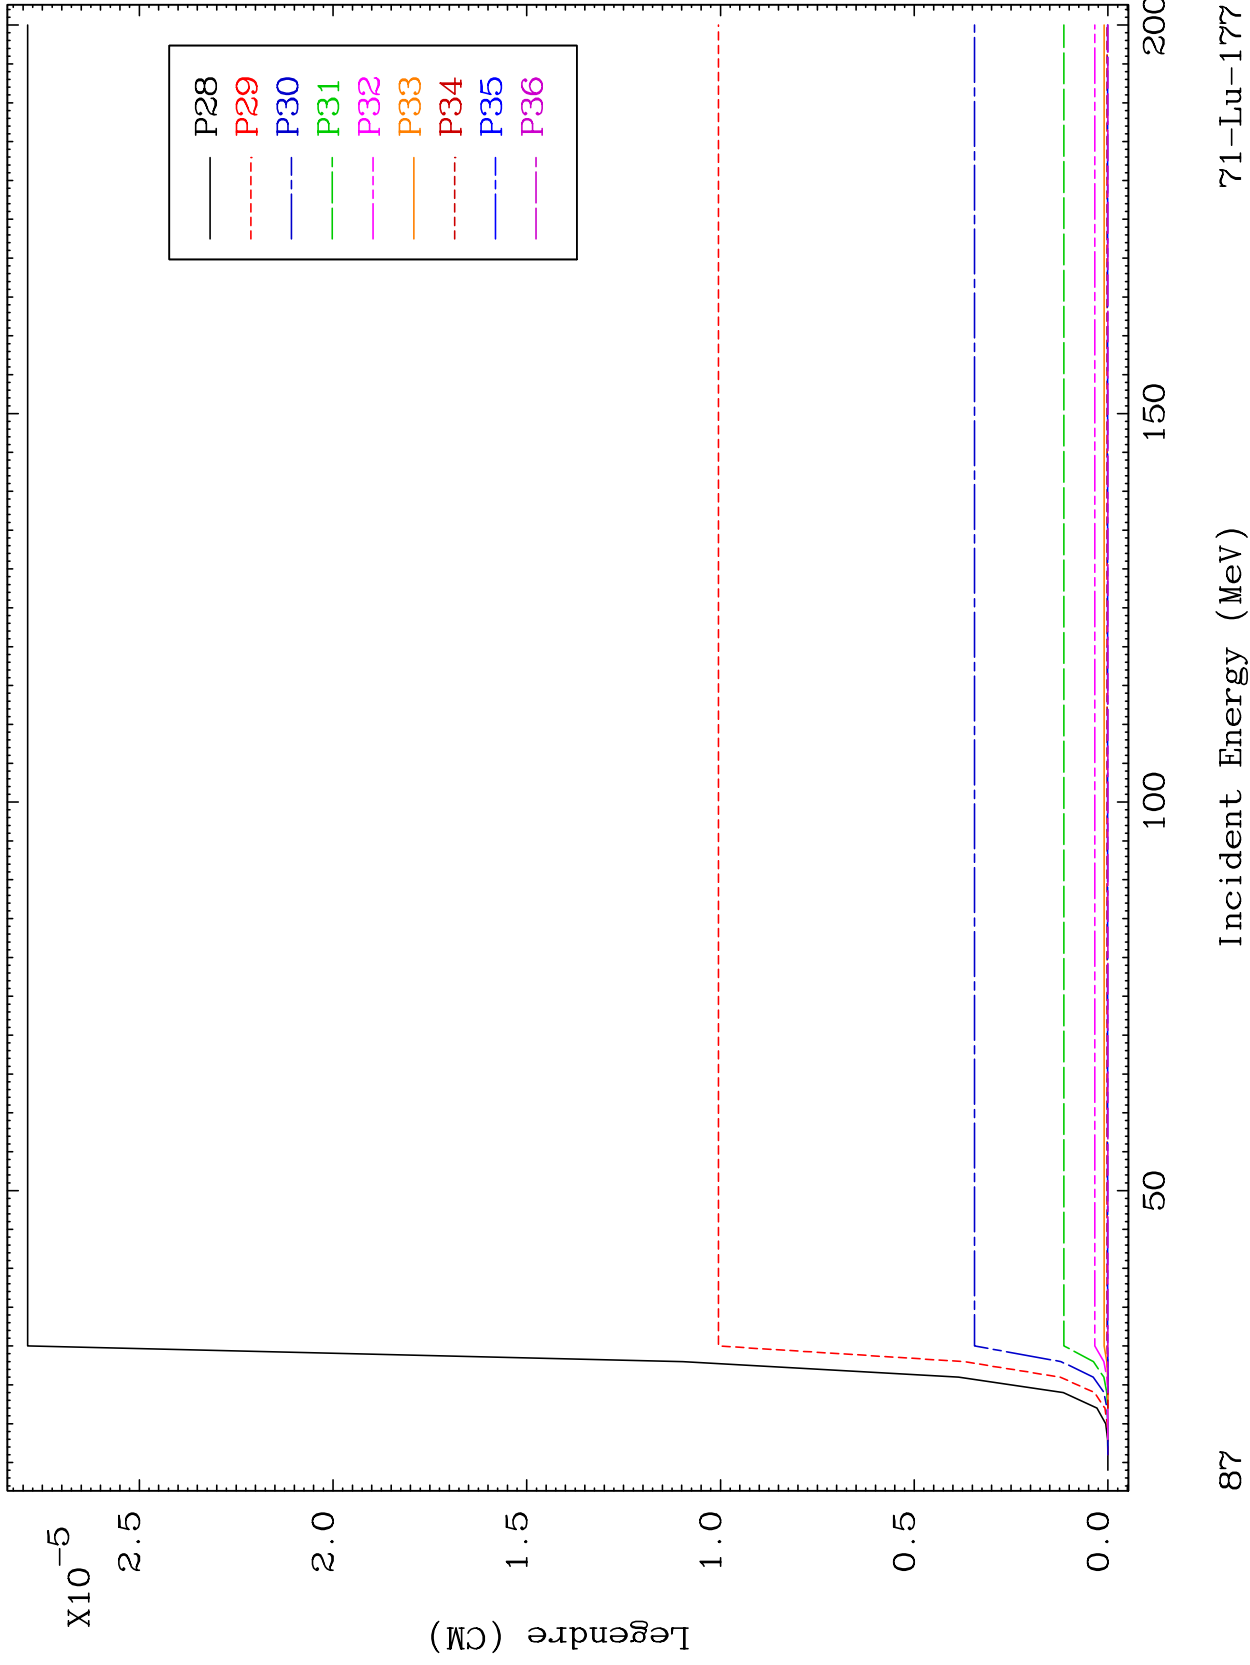 X10-5
2.5
2.0
1.5
1.0
0.5
0.0
Legendre (CM)
P28
P29
P30
P31
P32
P33
P34
P35
P36
50
100
150
200
Incident Energy (MeV)
87
71-Lu-177